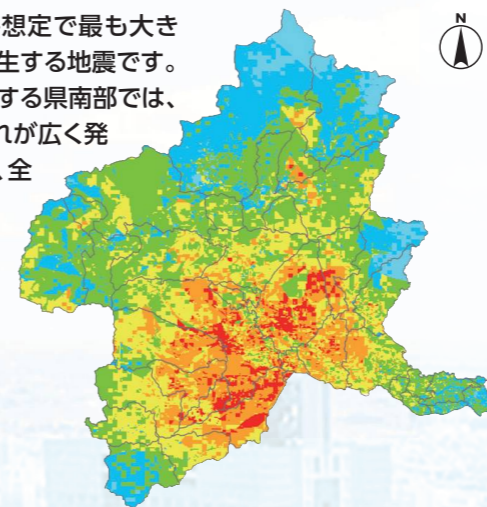 想定で最も大き
生する地震です。
する県南部では、
れが広く発
、全
N